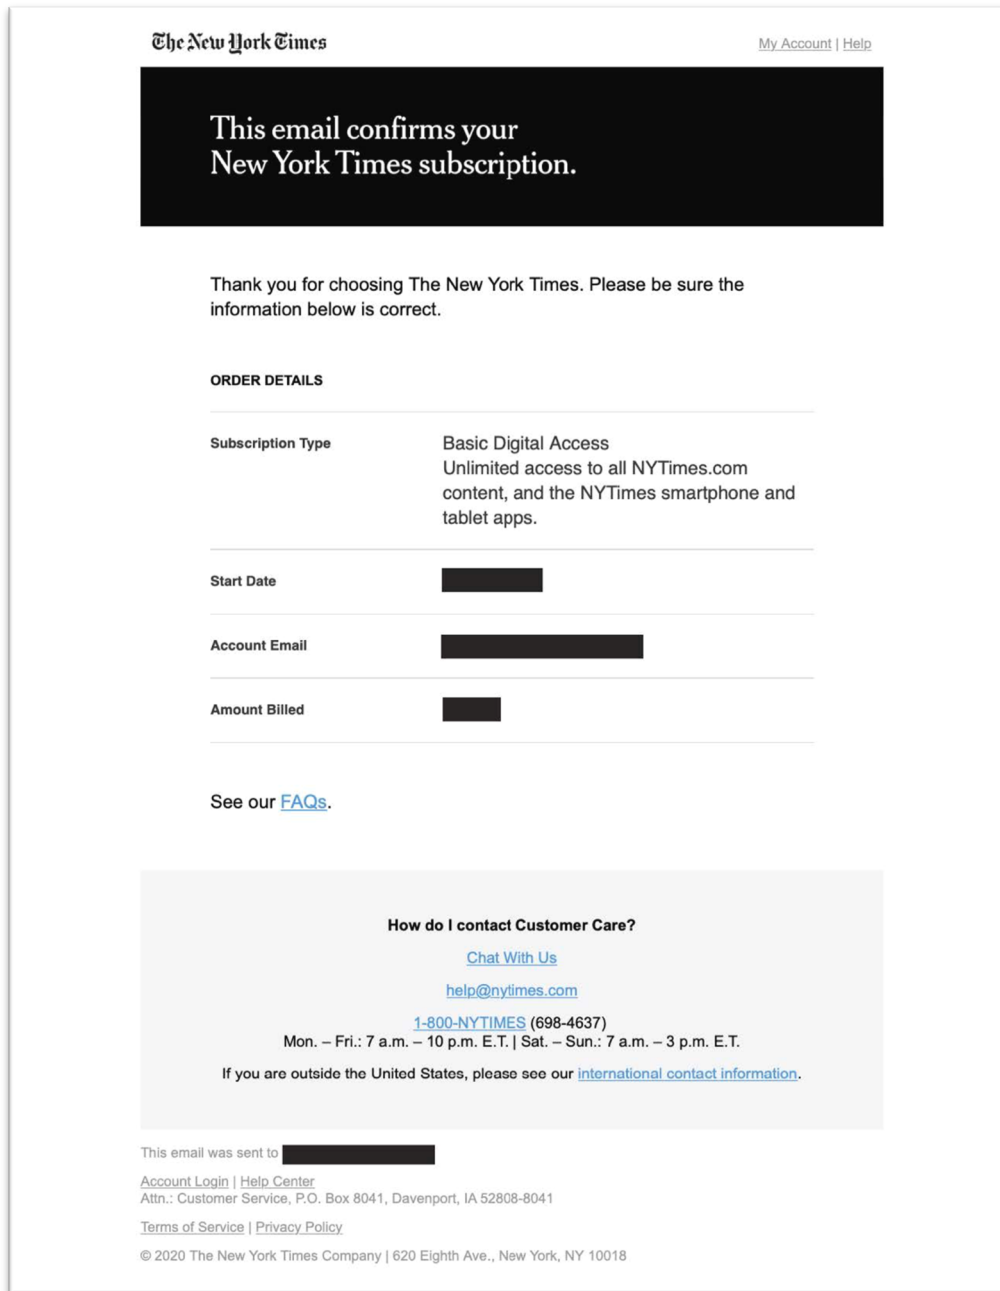 The New York Times
My Account | Help
This email confirms your
New York Times subscription.
Thank you for choosing The New York Times. Please be sure the
information below is correct.
ORDER DETAILS
Subscription Type
Basic Digital Access
Unlimited access to all NYTimes.com
content, and the NYTimes smartphone and
tablet apps.
Start Date
Account Email
Amount Billed
See our FAQs.
How do I contact Customer Care?
Chat With Us
help@nytimes.com
1-800-NYTIMES (698-4637)
Mon. – Fri.: 7 a.m. – 10 p.m. E.T. | Sat. – Sun.: 7 a.m. – 3 p.m. E.T.
If you are outside the United States, please see our international contact information.
This email was sent to
Account Login | Help Center
Attn.: Customer Service, P.O. Box 8041, Davenport, IA 52808-8041
Terms of Service | Privacy Policy
© 2020 The New York Times Company | 620 Eighth Ave., New York, NY 10018